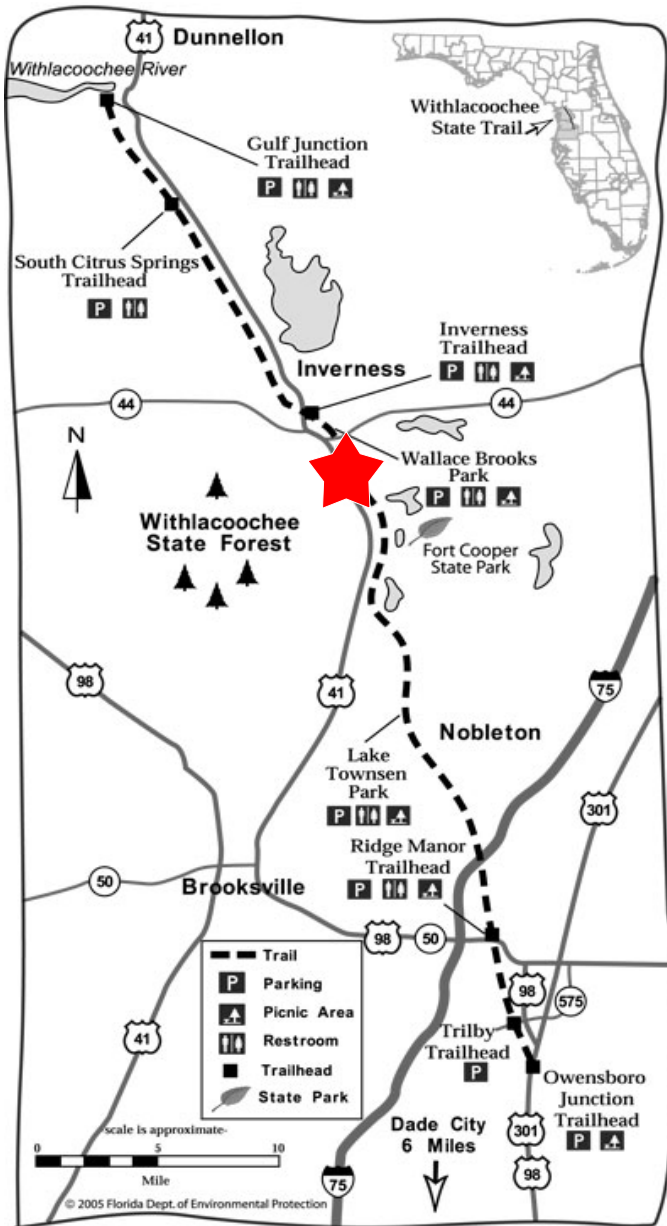 41
Dunnellon
Withlacoochee River
Withlacoochee
State Trail
Gulf Junction
Trailhead
P
South Citrus Springs
Trailhead
P
Inverness
Trailhead
P
Inverness
44
44
N
Wallace Brooks
Park
P
Withlacoochee
State Forest
Fort Cooper
State Park
98
41
75
Nobleton
Lake
Townsen
Park
P
301
Ridge Manor
Trailhead
P
50
Brooksville
98
50
98
575
Trail
P Parking
Picnic Area
Restroom
Trailhead
State Park
41
Trilby
Trailhead
P
Owensboro
Junction
Trailhead
P
301
98
Dade City
6 Miles
75
-scale is approximate-
0 5 10
Mile
© 2005 Florida Dept. of Environmental Protection